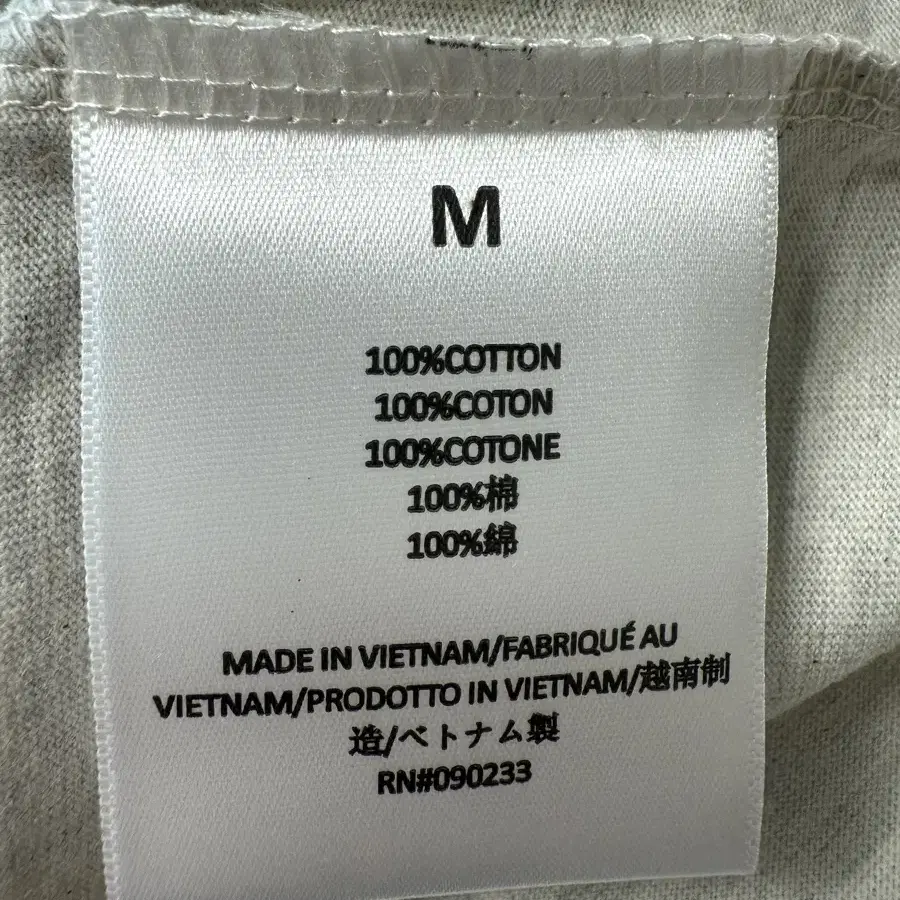 M
100%COTTON
100%COTON
100%COTONE
100%棉
100%綿
MADE IN VIETNAM/FABRIQUÉ AU
VIETNAM/PRODOTTO IN VIETNAM/越南制
造/ベトナム製
RN#090233